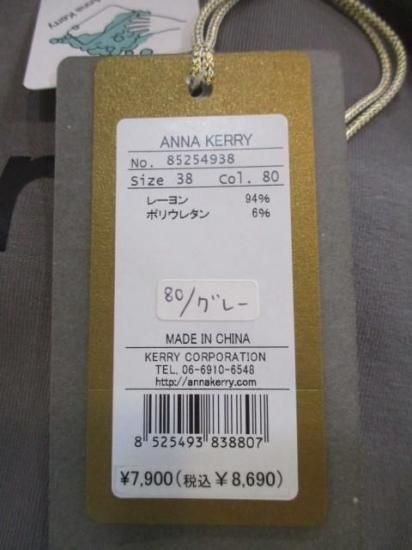 Anna Kerry
ANNA KERRY
No. 85254938
Size 38 Col. 80
レーヨン 94%
ポリウレタン 6%
80/グレー
MADE IN CHINA
KERRY CORPORATION
TEL. 06-6910-6548
http://annakerry.com/
8 525493 838807
¥7,900(税込 ¥8,690)